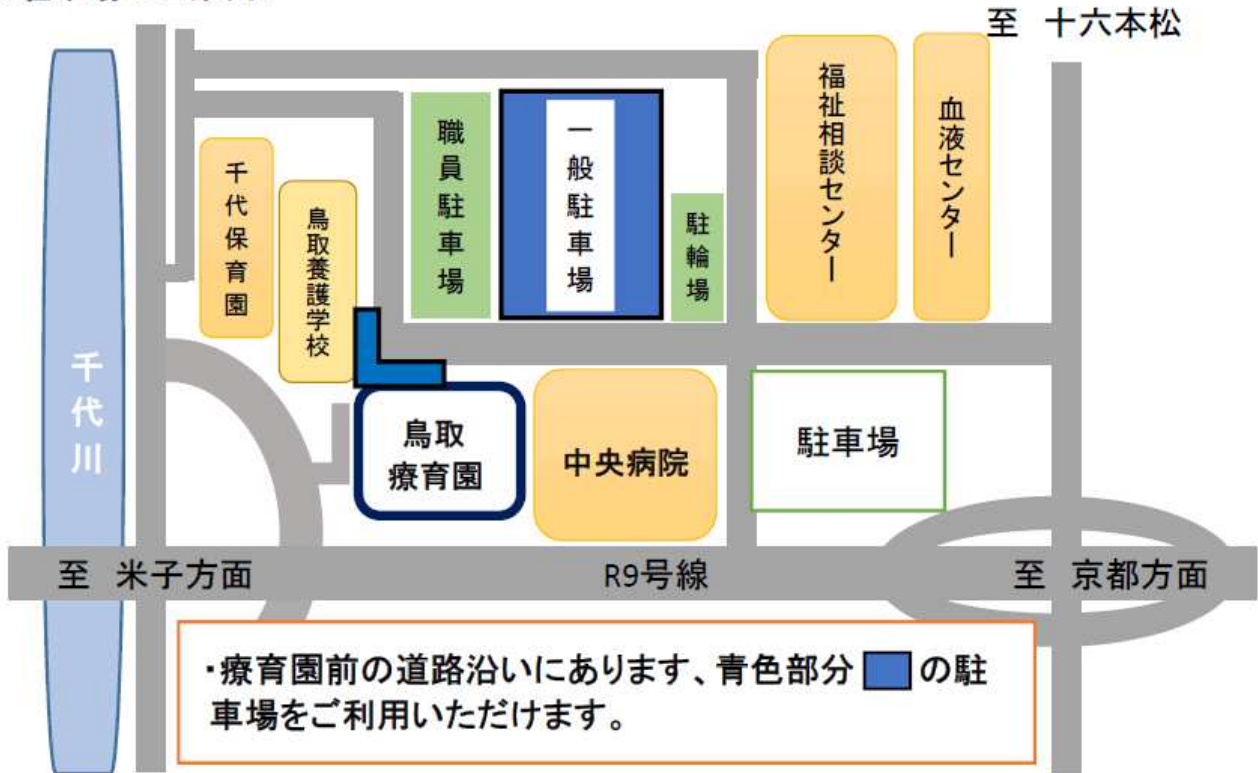 至 十六本松
千代保育園
鳥取養護学校
職員駐車場
一般駐車場
駐輪場
福祉相談センター
血液センター
千代川
鳥取
療育園
中央病院
駐車場
至 米子方面
R9号線
至 京都方面
・療育園前の道路沿いにあります、青色部分 の駐
車場をご利用いただけます。